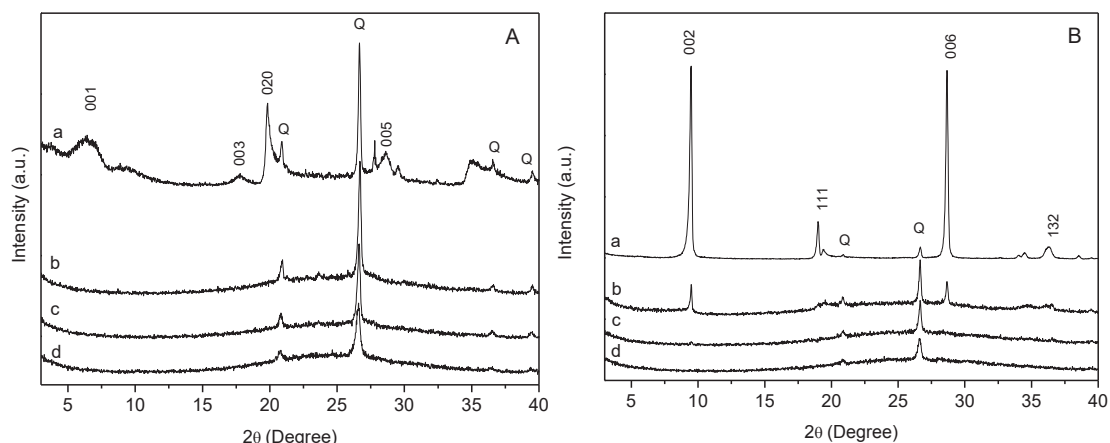 A
Q
001
a
003
020
Q
005
Q
Q
b
c
d
Intensity (a.u.)
5 10 15 20 25 30 35 40
2θ (Degree)
B
002
006
111
Q
Q
132
a
b
c
d
Intensity (a.u.)
5 10 15 20 25 30 35 40
2θ (Degree)